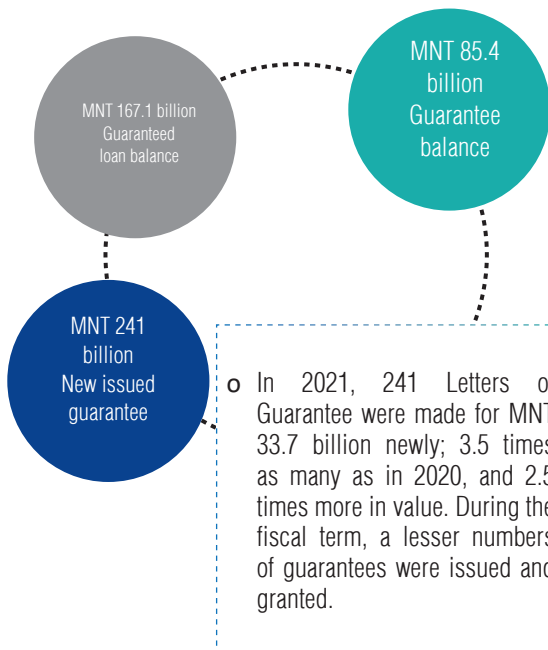 MNT 167.1 billion
Guaranteed
loan balance
MNT 85.4
billion
Guarantee
balance
MNT 241
billion
New issued
guarantee
o In 2021, 241 Letters o
Guarantee were made for MNT
33.7 billion newly; 3.5 times
as many as in 2020, and 2.5
times more in value. During the
fiscal term, a lesser numbers
of guarantees were issued and
granted.